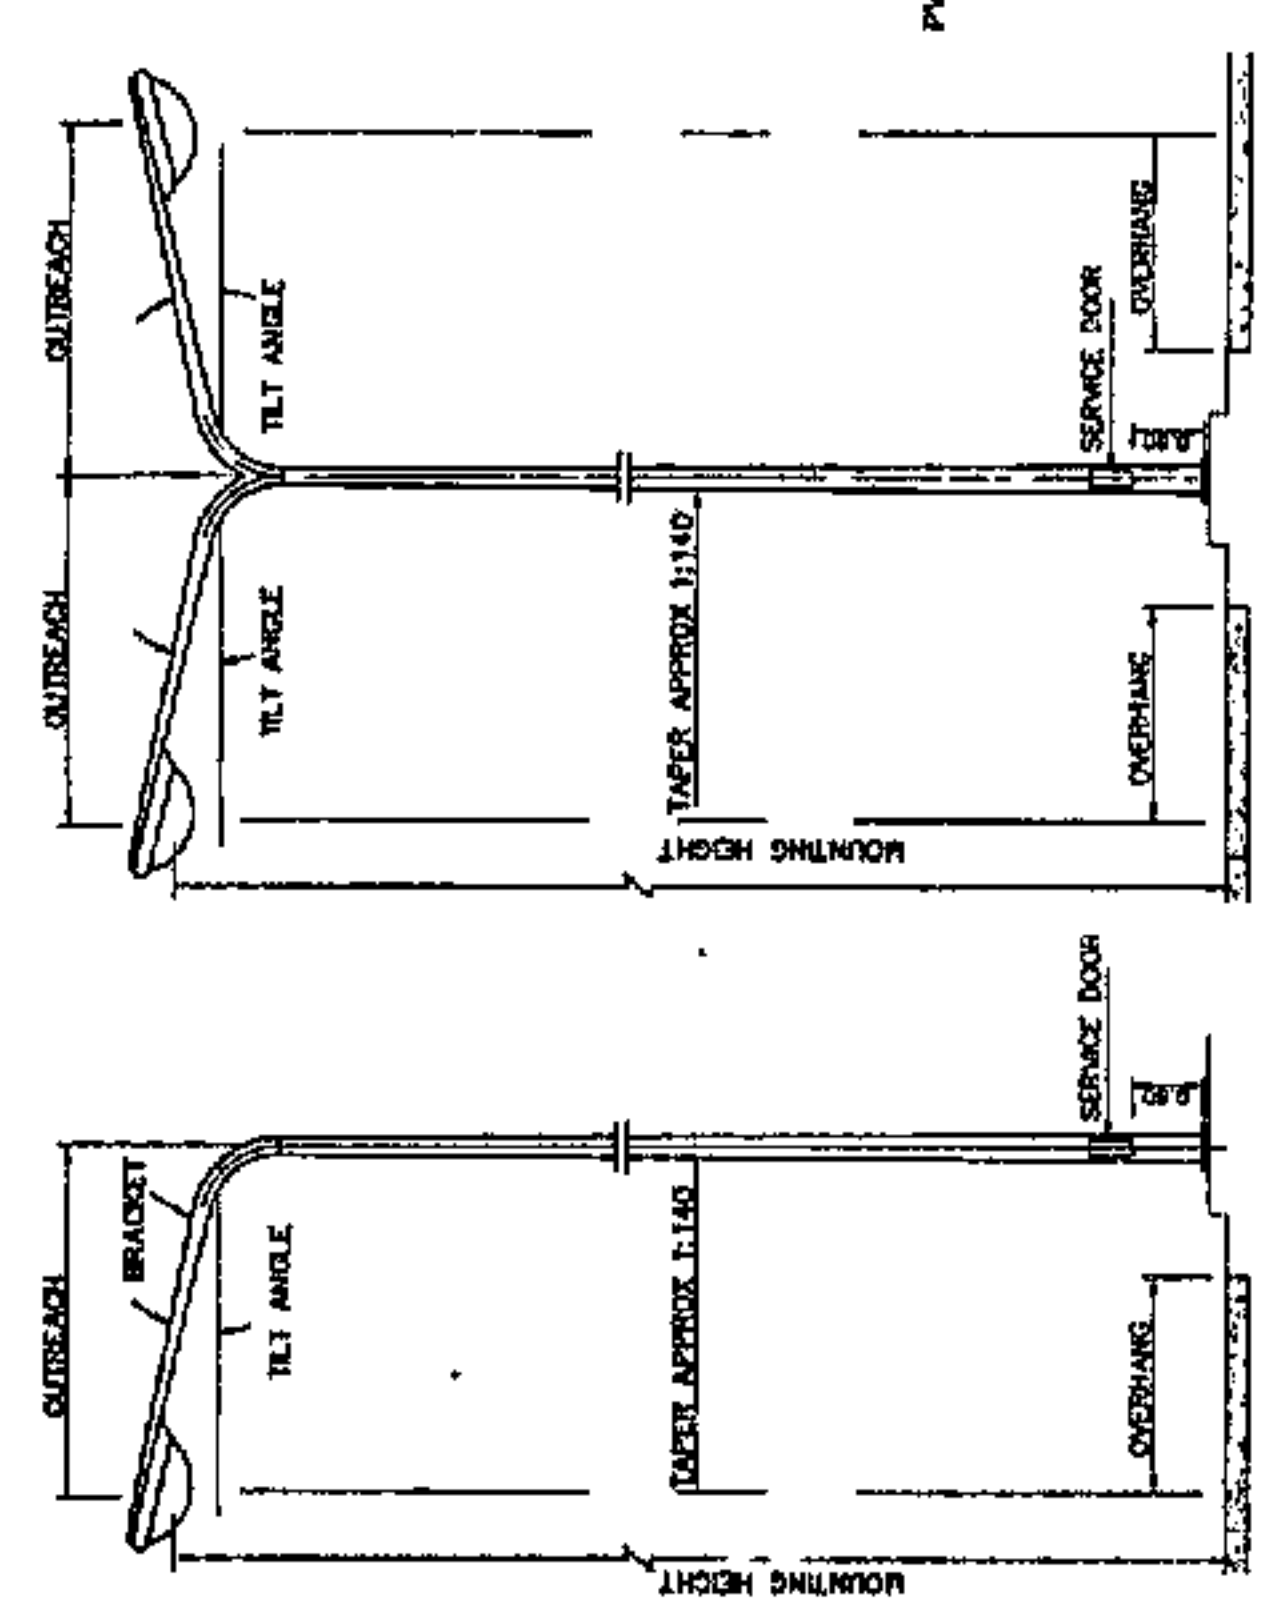 OUTREACH
OUTREACH
TILT ANGLE
TILT ANGLE
TAPER APPROX 1:140
MOUNTING HEIGHT
SERVICE DOOR
OVERHANG
OVERHANG
OUTREACH
BRACKET
TILT ANGLE
TAPER APPROX 1:140
MOUNTING HEIGHT
SERVICE DOOR
OVERHANG